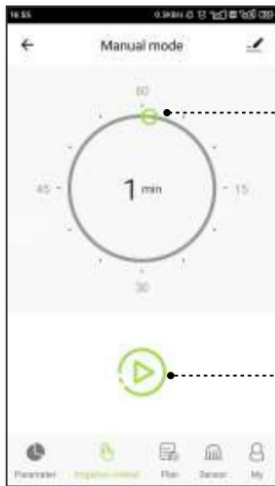 16:55
Manual mode
60
45
15
1 min
30
Parameter Irrigation control Plan Sensor My